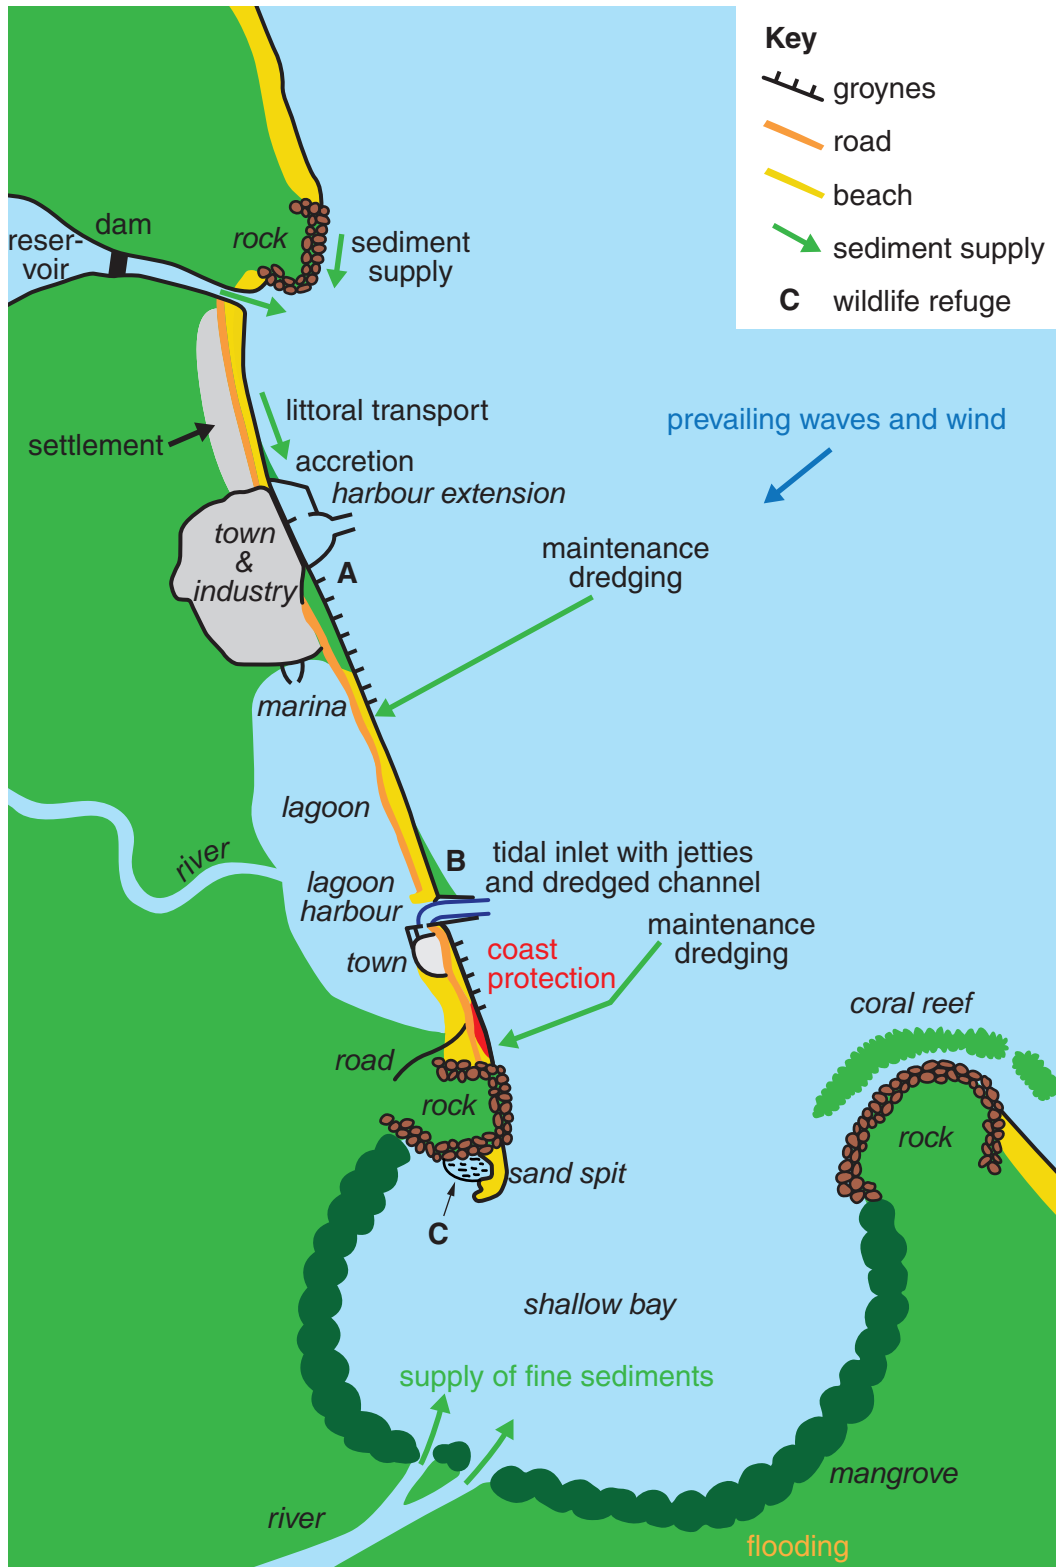 Key
groynes
road
beach
sediment supply
C wildlife refuge
reser-
voir
dam
rock
sediment
supply
littoral transport
settlement
accretion
harbour extension
prevailing waves and wind
town
&
industry
A
maintenance
dredging
marina
lagoon
river
B
tidal inlet with jetties
and dredged channel
lagoon
harbour
maintenance
dredging
town
coast
protection
coral reef
road
rock
rock
sand spit
C
shallow bay
supply of fine sediments
mangrove
river
flooding